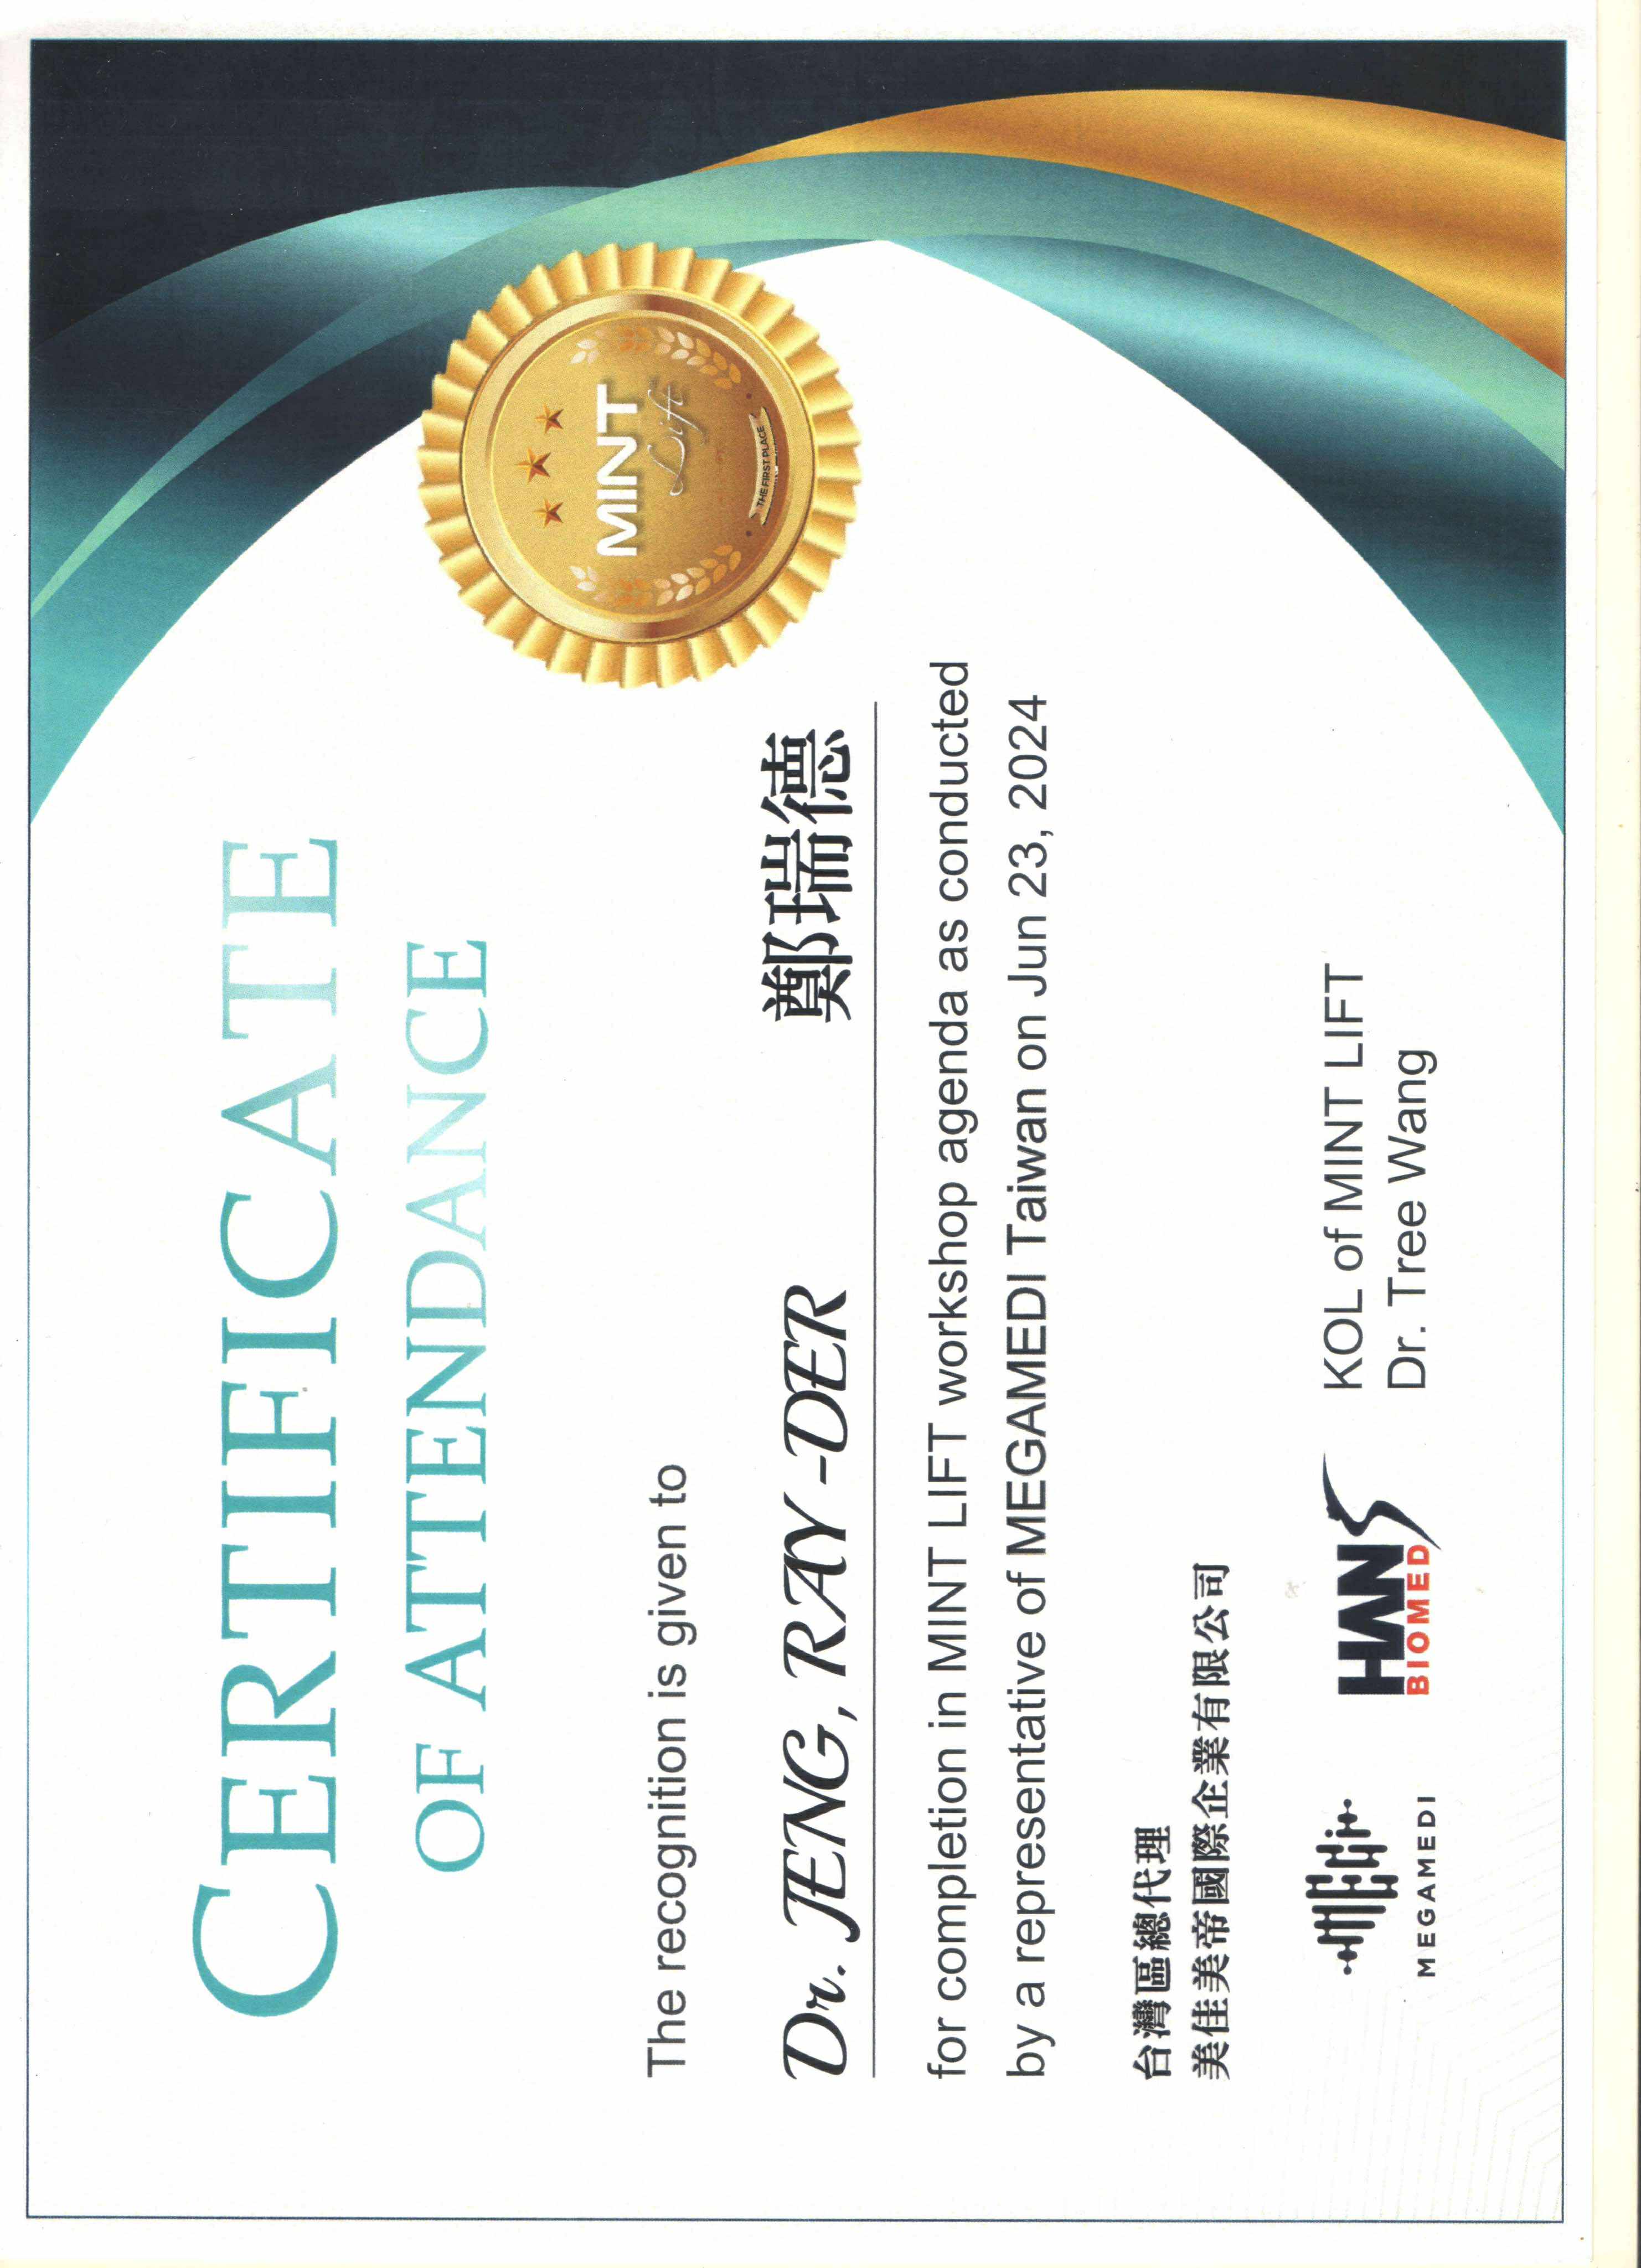 CERTIFICATE
OF ATTENDANCE
MINT
Lift
THE FIRST PLACE
The recognition is given to
Dr. JENG, RAY-DER 鄭瑞德
for completion in MINT LIFT workshop agenda as conducted
by a representative of MEGAMEDI Taiwan on Jun 23, 2024
台灣區總代理
美佳美帝國際企業有限公司
MEGAMEDI
HANS
BIOMED
KOL of MINT LIFT
Dr. Tree Wang